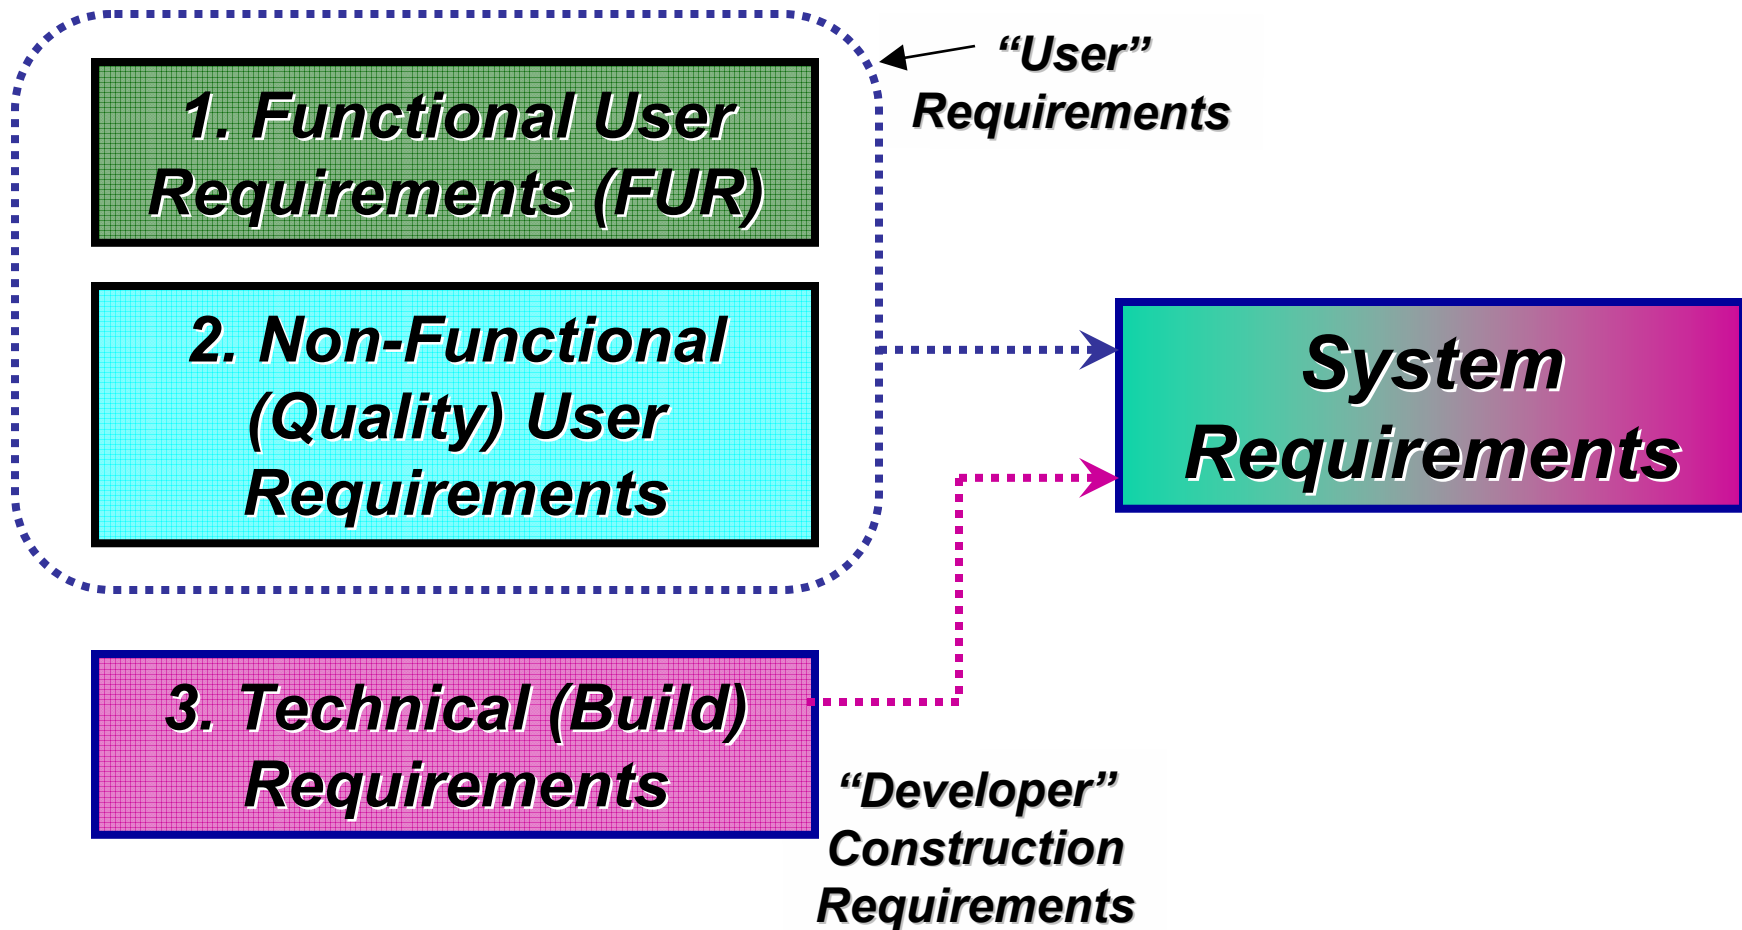 1. Functional User
Requirements (FUR)
“User”
Requirements
2. Non-Functional
(Quality) User
Requirements
System
Requirements
3. Technical (Build)
Requirements
“Developer”
Construction
Requirements